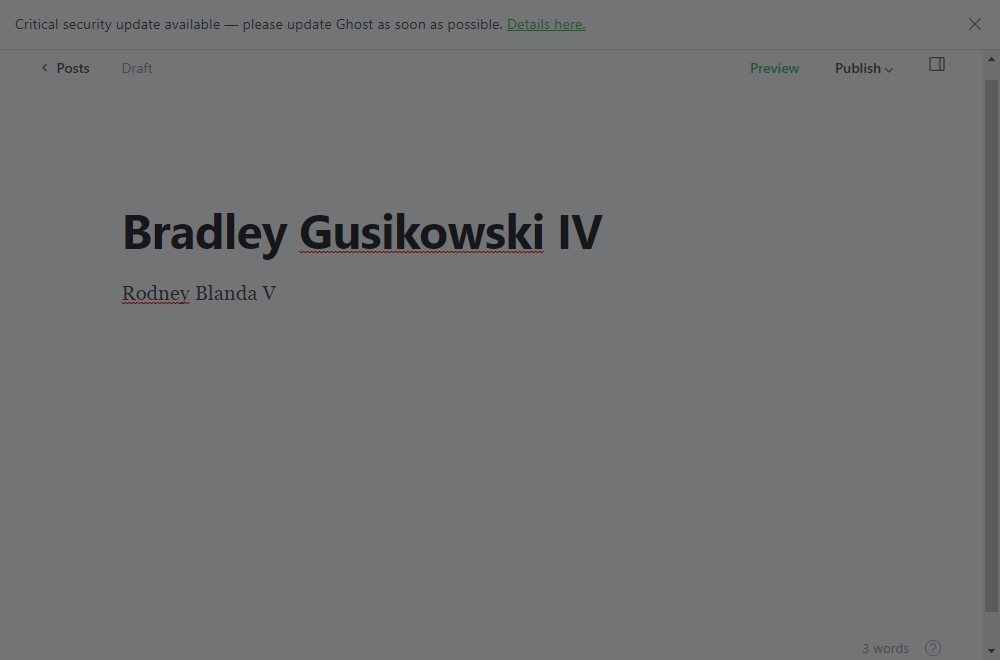 Critical security update available — please update Ghost as soon as possible. Details here.
Posts Draft Preview Publish
Bradley Gusikowski IV
Rodney Blanda V
3 words ?